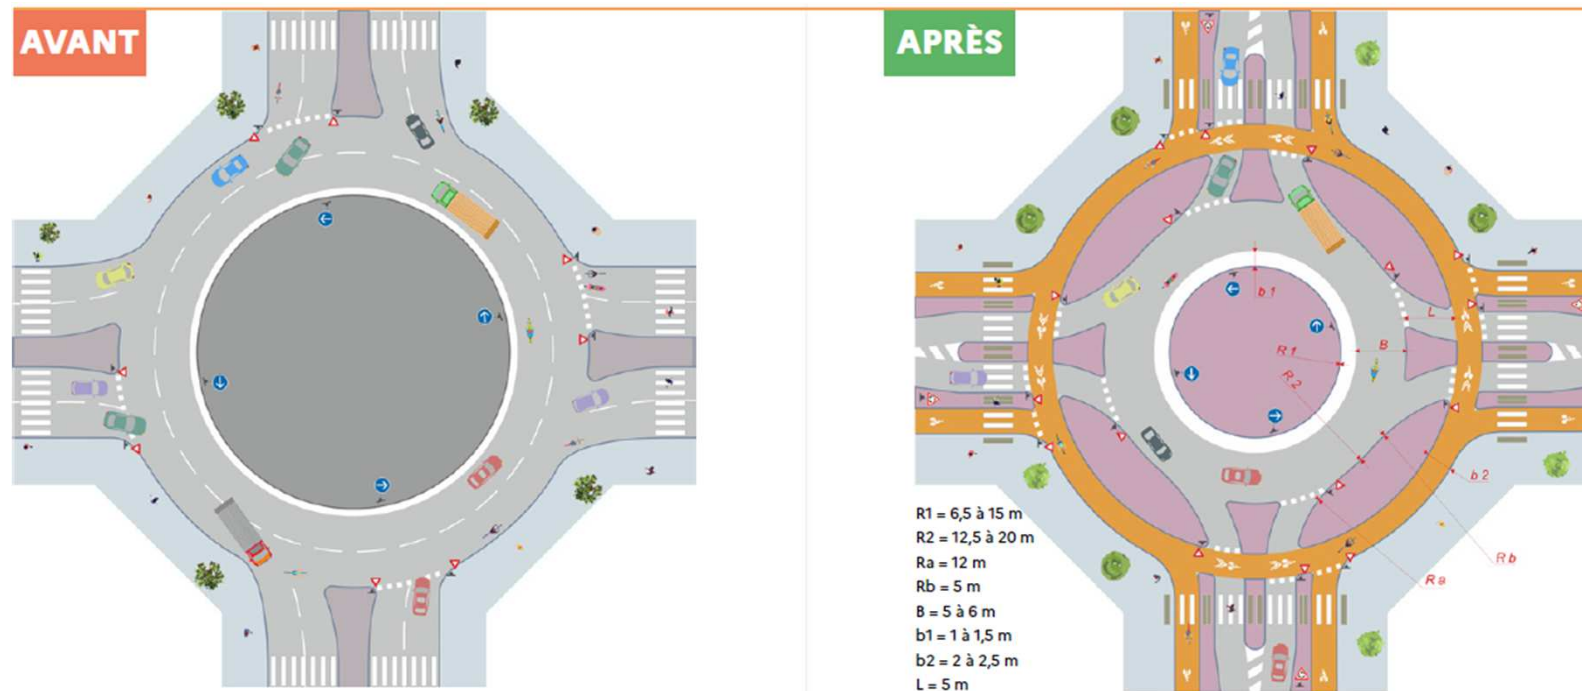 AVANT
APRÈS
b1
L
B
R1
R2
b2
Rb
Ra
R1 = 6,5 à 15 m
R2 = 12,5 à 20 m
Ra = 12 m
Rb = 5 m
B = 5 à 6 m
b1 = 1 à 1,5 m
b2 = 2 à 2,5 m
L = 5 m